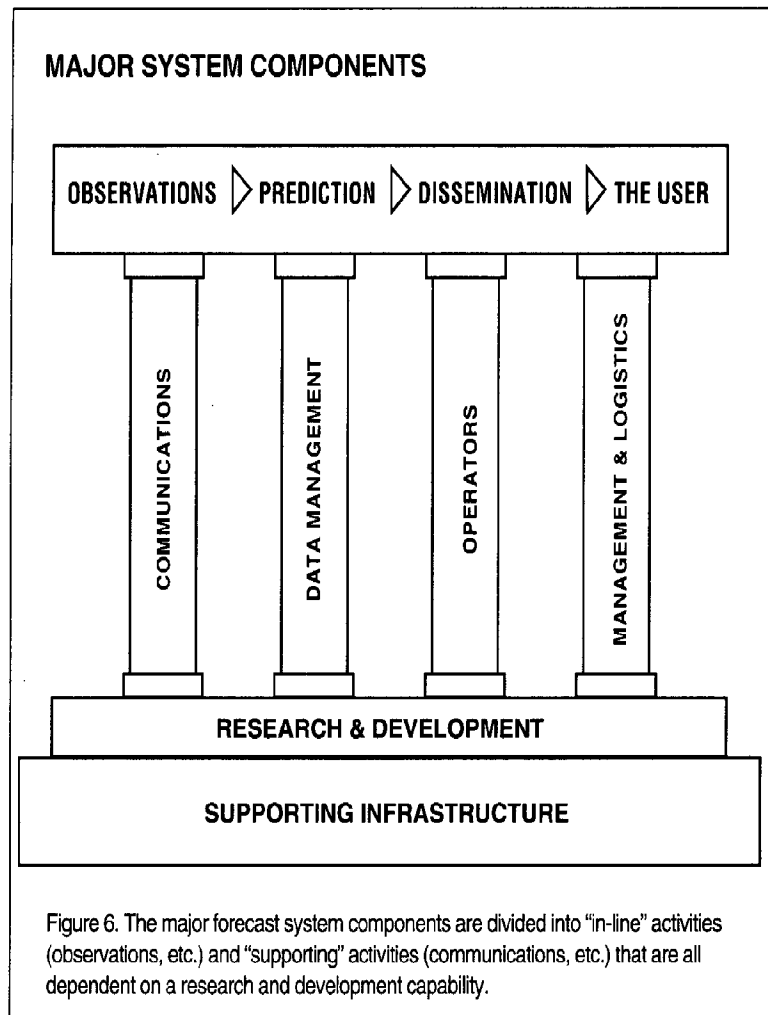 MAJOR SYSTEM COMPONENTS
OBSERVATIONS PREDICTION DISSEMINATION THE USER
COMMUNICATIONS
DATA MANAGEMENT
OPERATORS
MANAGEMENT & LOGISTICS
RESEARCH & DEVELOPMENT
SUPPORTING INFRASTRUCTURE
Figure 6. The major forecast system components are divided into “in-line” activities
(observations, etc.) and “supporting” activities (communications, etc.) that are all
dependent on a research and development capability.